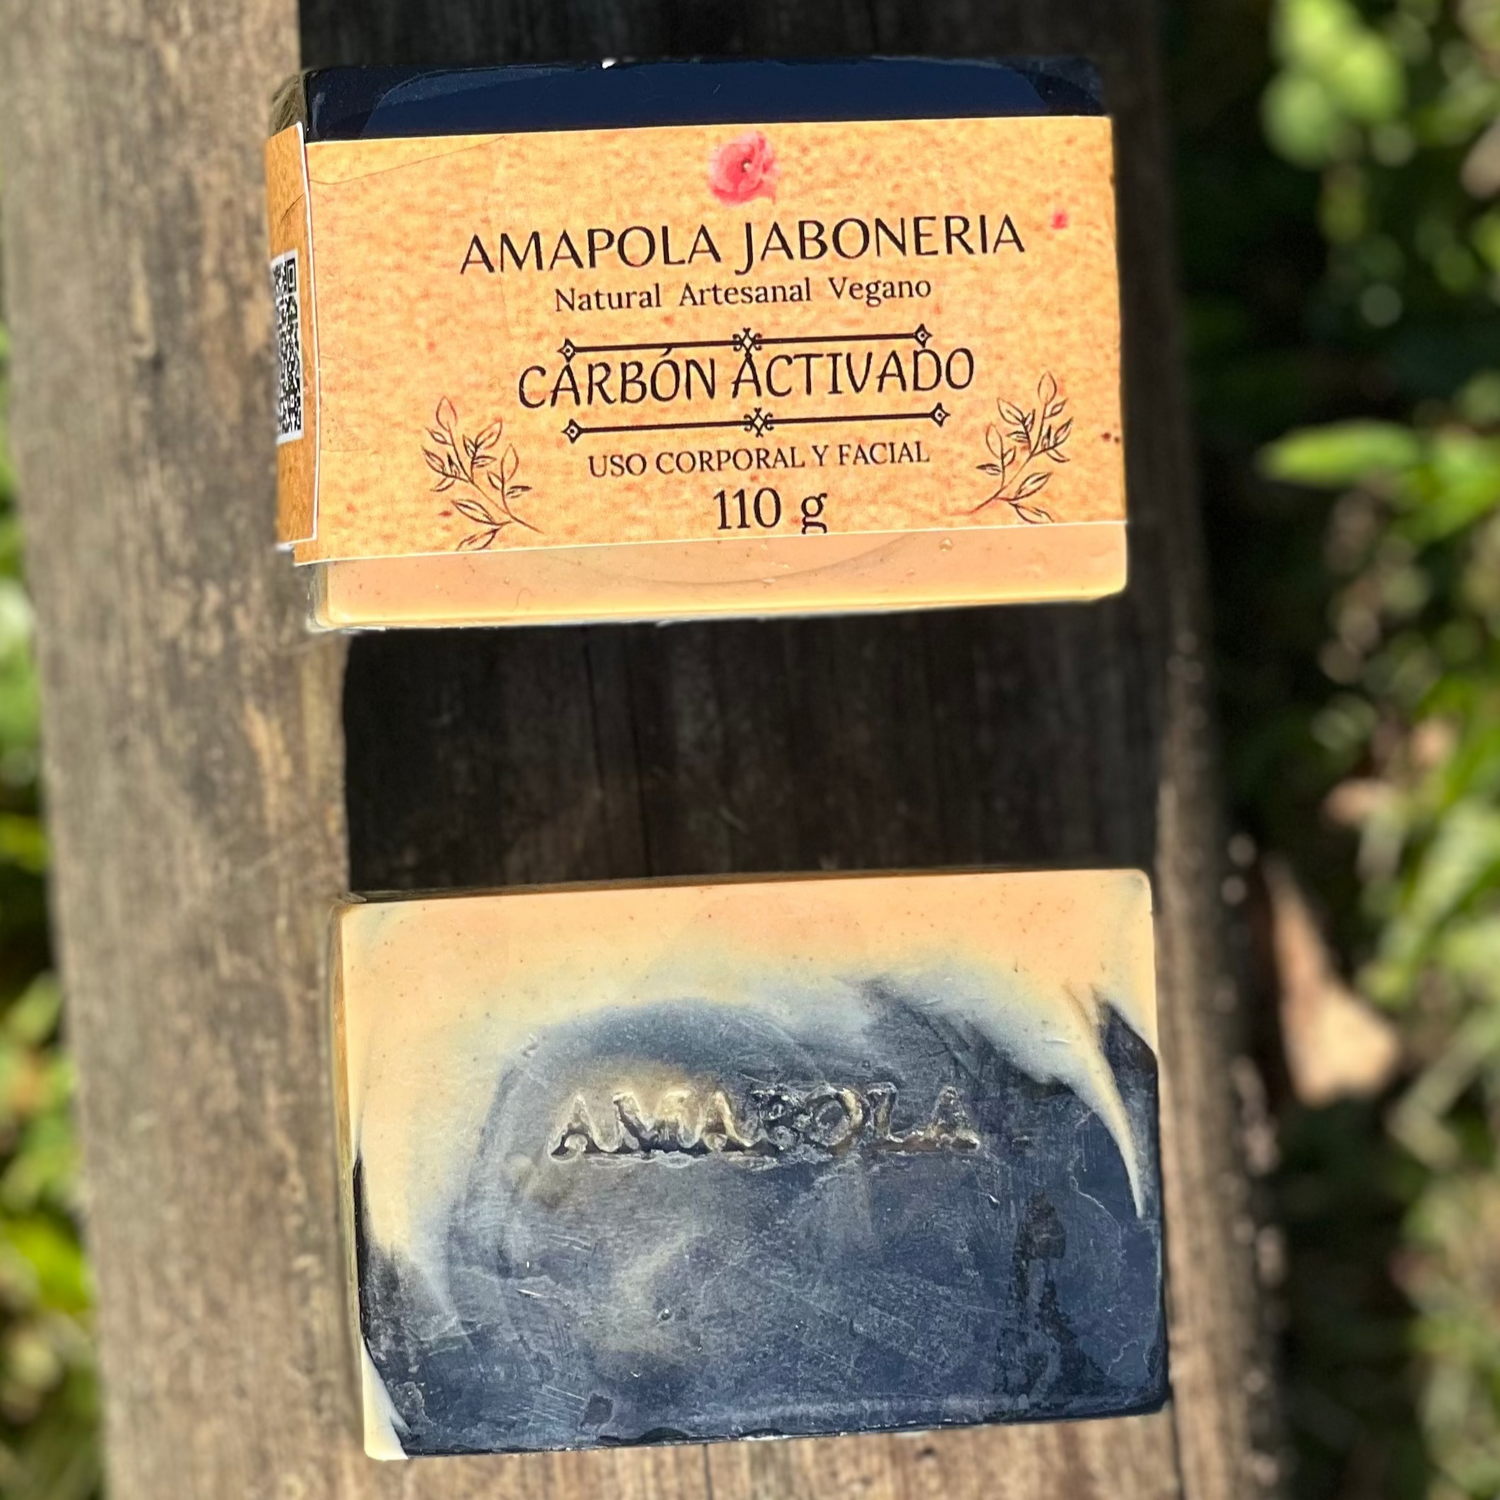 AMAPOLA JABONERIA
Natural Artesanal Vegano
CARBÓN ACTIVADO
USO CORPORAL Y FACIAL
110 g
AMAPOLA